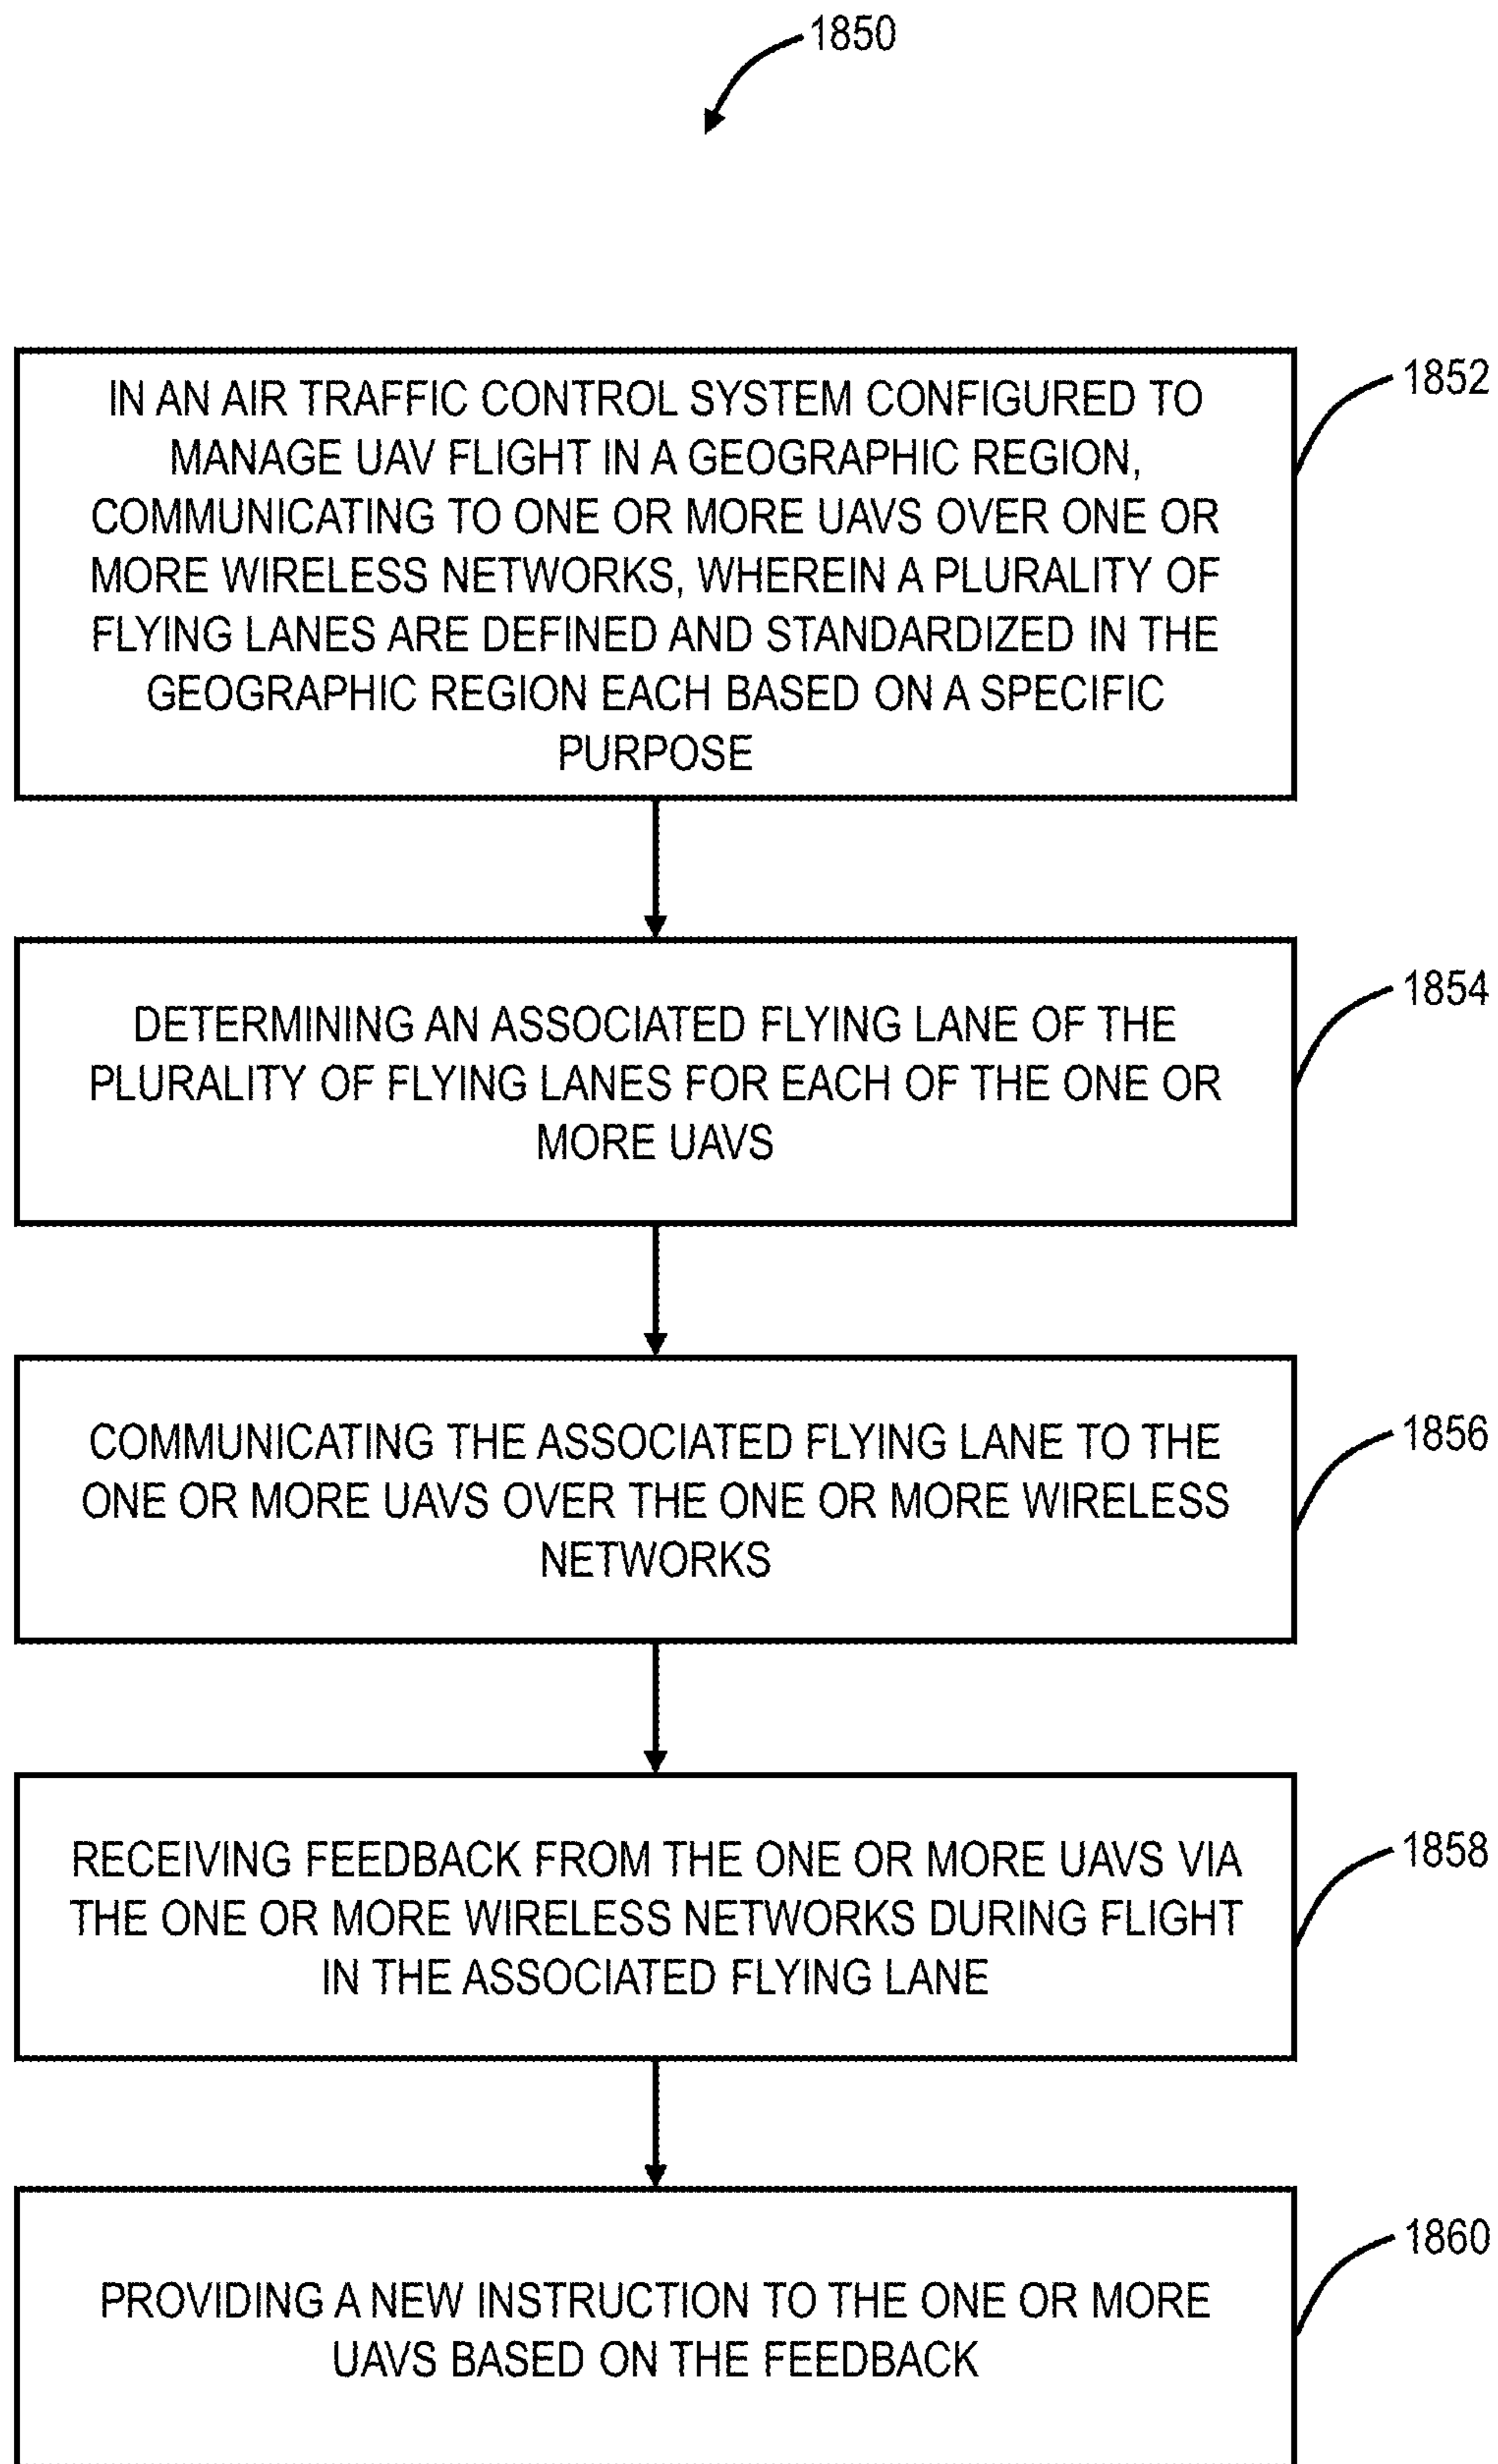 1850
IN AN AIR TRAFFIC CONTROL SYSTEM CONFIGURED TO
MANAGE UAV FLIGHT IN A GEOGRAPHIC REGION,
COMMUNICATING TO ONE OR MORE UAVS OVER ONE OR
MORE WIRELESS NETWORKS, WHEREIN A PLURALITY OF
FLYING LANES ARE DEFINED AND STANDARDIZED IN THE
GEOGRAPHIC REGION EACH BASED ON A SPECIFIC
PURPOSE
1852
DETERMINING AN ASSOCIATED FLYING LANE OF THE
PLURALITY OF FLYING LANES FOR EACH OF THE ONE OR
MORE UAVS
1854
COMMUNICATING THE ASSOCIATED FLYING LANE TO THE
ONE OR MORE UAVS OVER THE ONE OR MORE WIRELESS
NETWORKS
1856
RECEIVING FEEDBACK FROM THE ONE OR MORE UAVS VIA
THE ONE OR MORE WIRELESS NETWORKS DURING FLIGHT
IN THE ASSOCIATED FLYING LANE
1858
PROVIDING A NEW INSTRUCTION TO THE ONE OR MORE
UAVS BASED ON THE FEEDBACK
1860